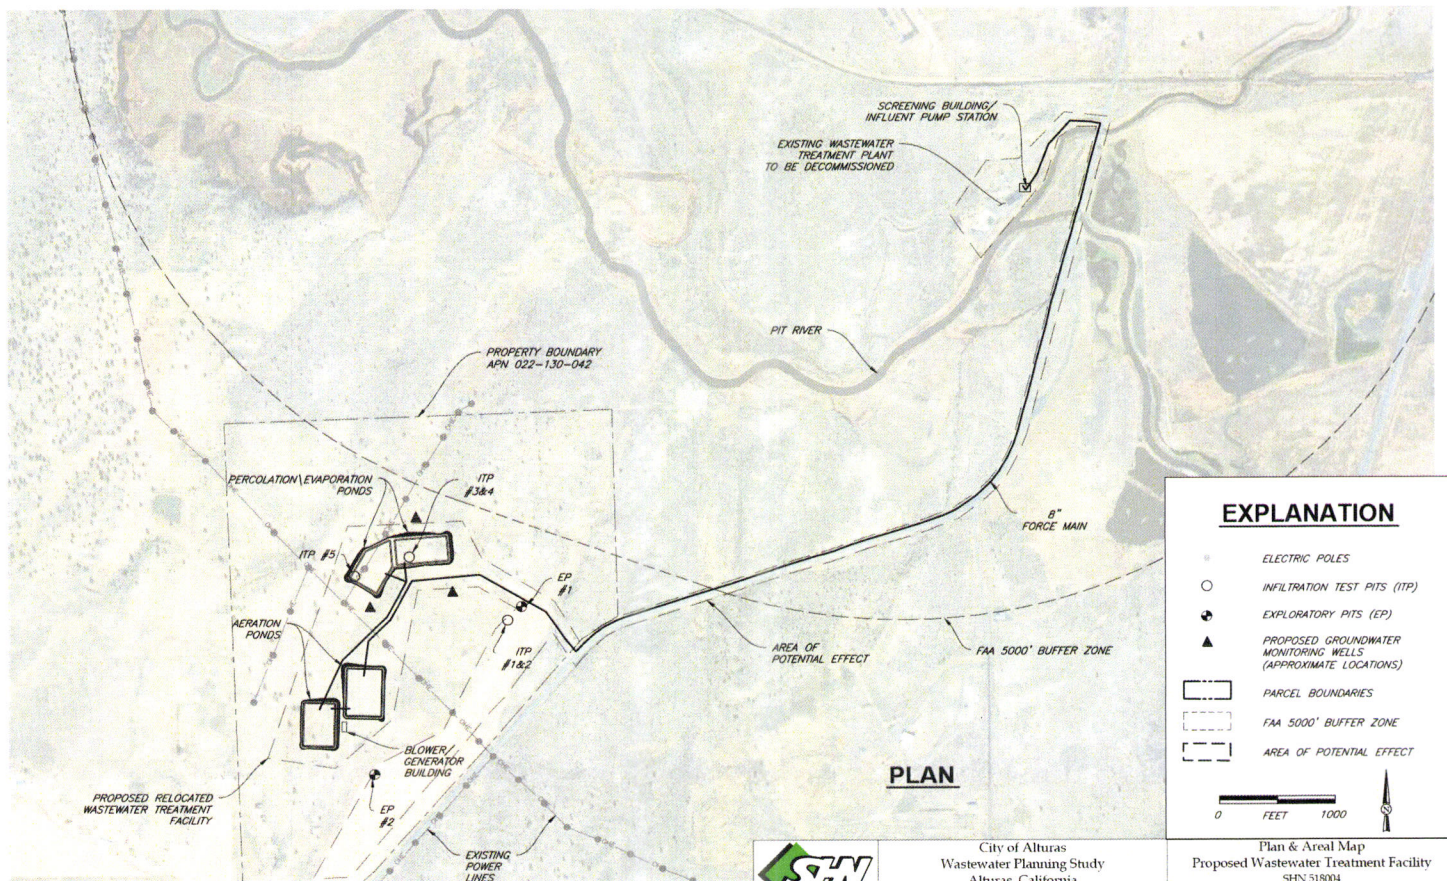 SCREENING BUILDING/
INFLUENT PUMP STATION
EXISTING WASTEWATER
TREATMENT PLANT
TO BE DECOMMISSIONED
PIT RIVER
PROPERTY BOUNDARY
APN 022-130-042
PERCOLATION\EVAPORATION
PONDS
ITP
#3&4
ITP #5
EP
#1
AERATION
PONDS
ITP
#1&2
8"
FORCE MAIN
AREA OF
POTENTIAL EFFECT
FAA 5000' BUFFER ZONE
BLOWER/
GENERATOR
BUILDING
PROPOSED RELOCATED
WASTEWATER TREATMENT
FACILITY
EP
#2
EXISTING
POWER
LINES
PLAN
EXPLANATION
ELECTRIC POLES
INFILTRATION TEST PITS (ITP)
EXPLORATORY PITS (EP)
PROPOSED GROUNDWATER
MONITORING WELLS
(APPROXIMATE LOCATIONS)
PARCEL BOUNDARIES
FAA 5000' BUFFER ZONE
AREA OF POTENTIAL EFFECT
0 FEET 1000
N
SHN
City of Alturas
Wastewater Planning Study
Alturas, California
Plan & Areal Map
Proposed Wastewater Treatment Facility
SHN 518004